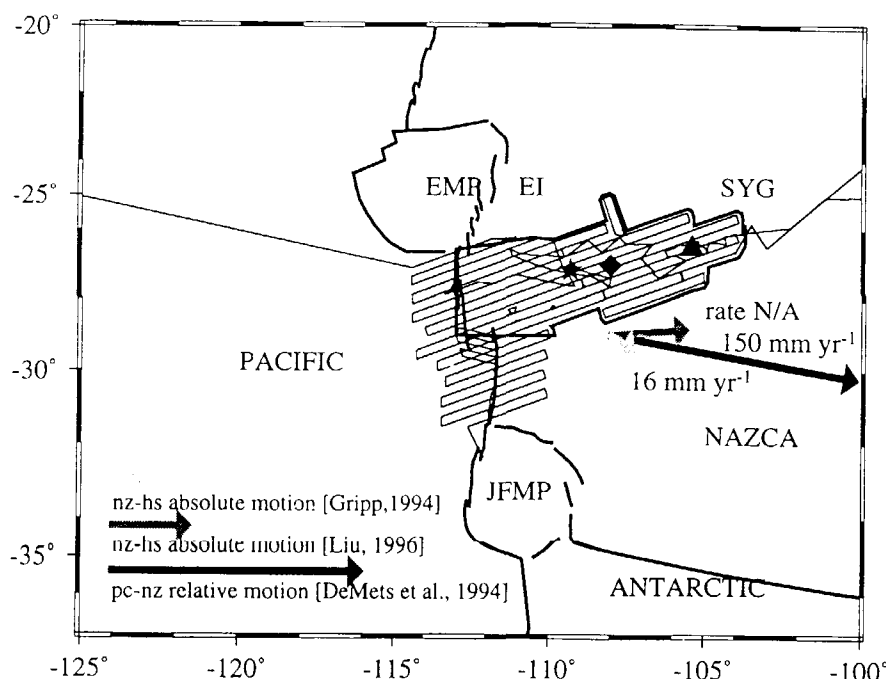 -20°
-25°
-30°
-35°
EMP EI SYG
rate N/A
150 mm yr-1
16 mm yr-1
PACIFIC
NAZCA
JFMP
nz-hs absolute motion [Gripp,1994]
nz-hs absolute motion [Liu, 1996]
pc-nz relative motion [DeMets et al., 1994]
ANTARCTIC
-125° -120° -115° -110° -105° -100°